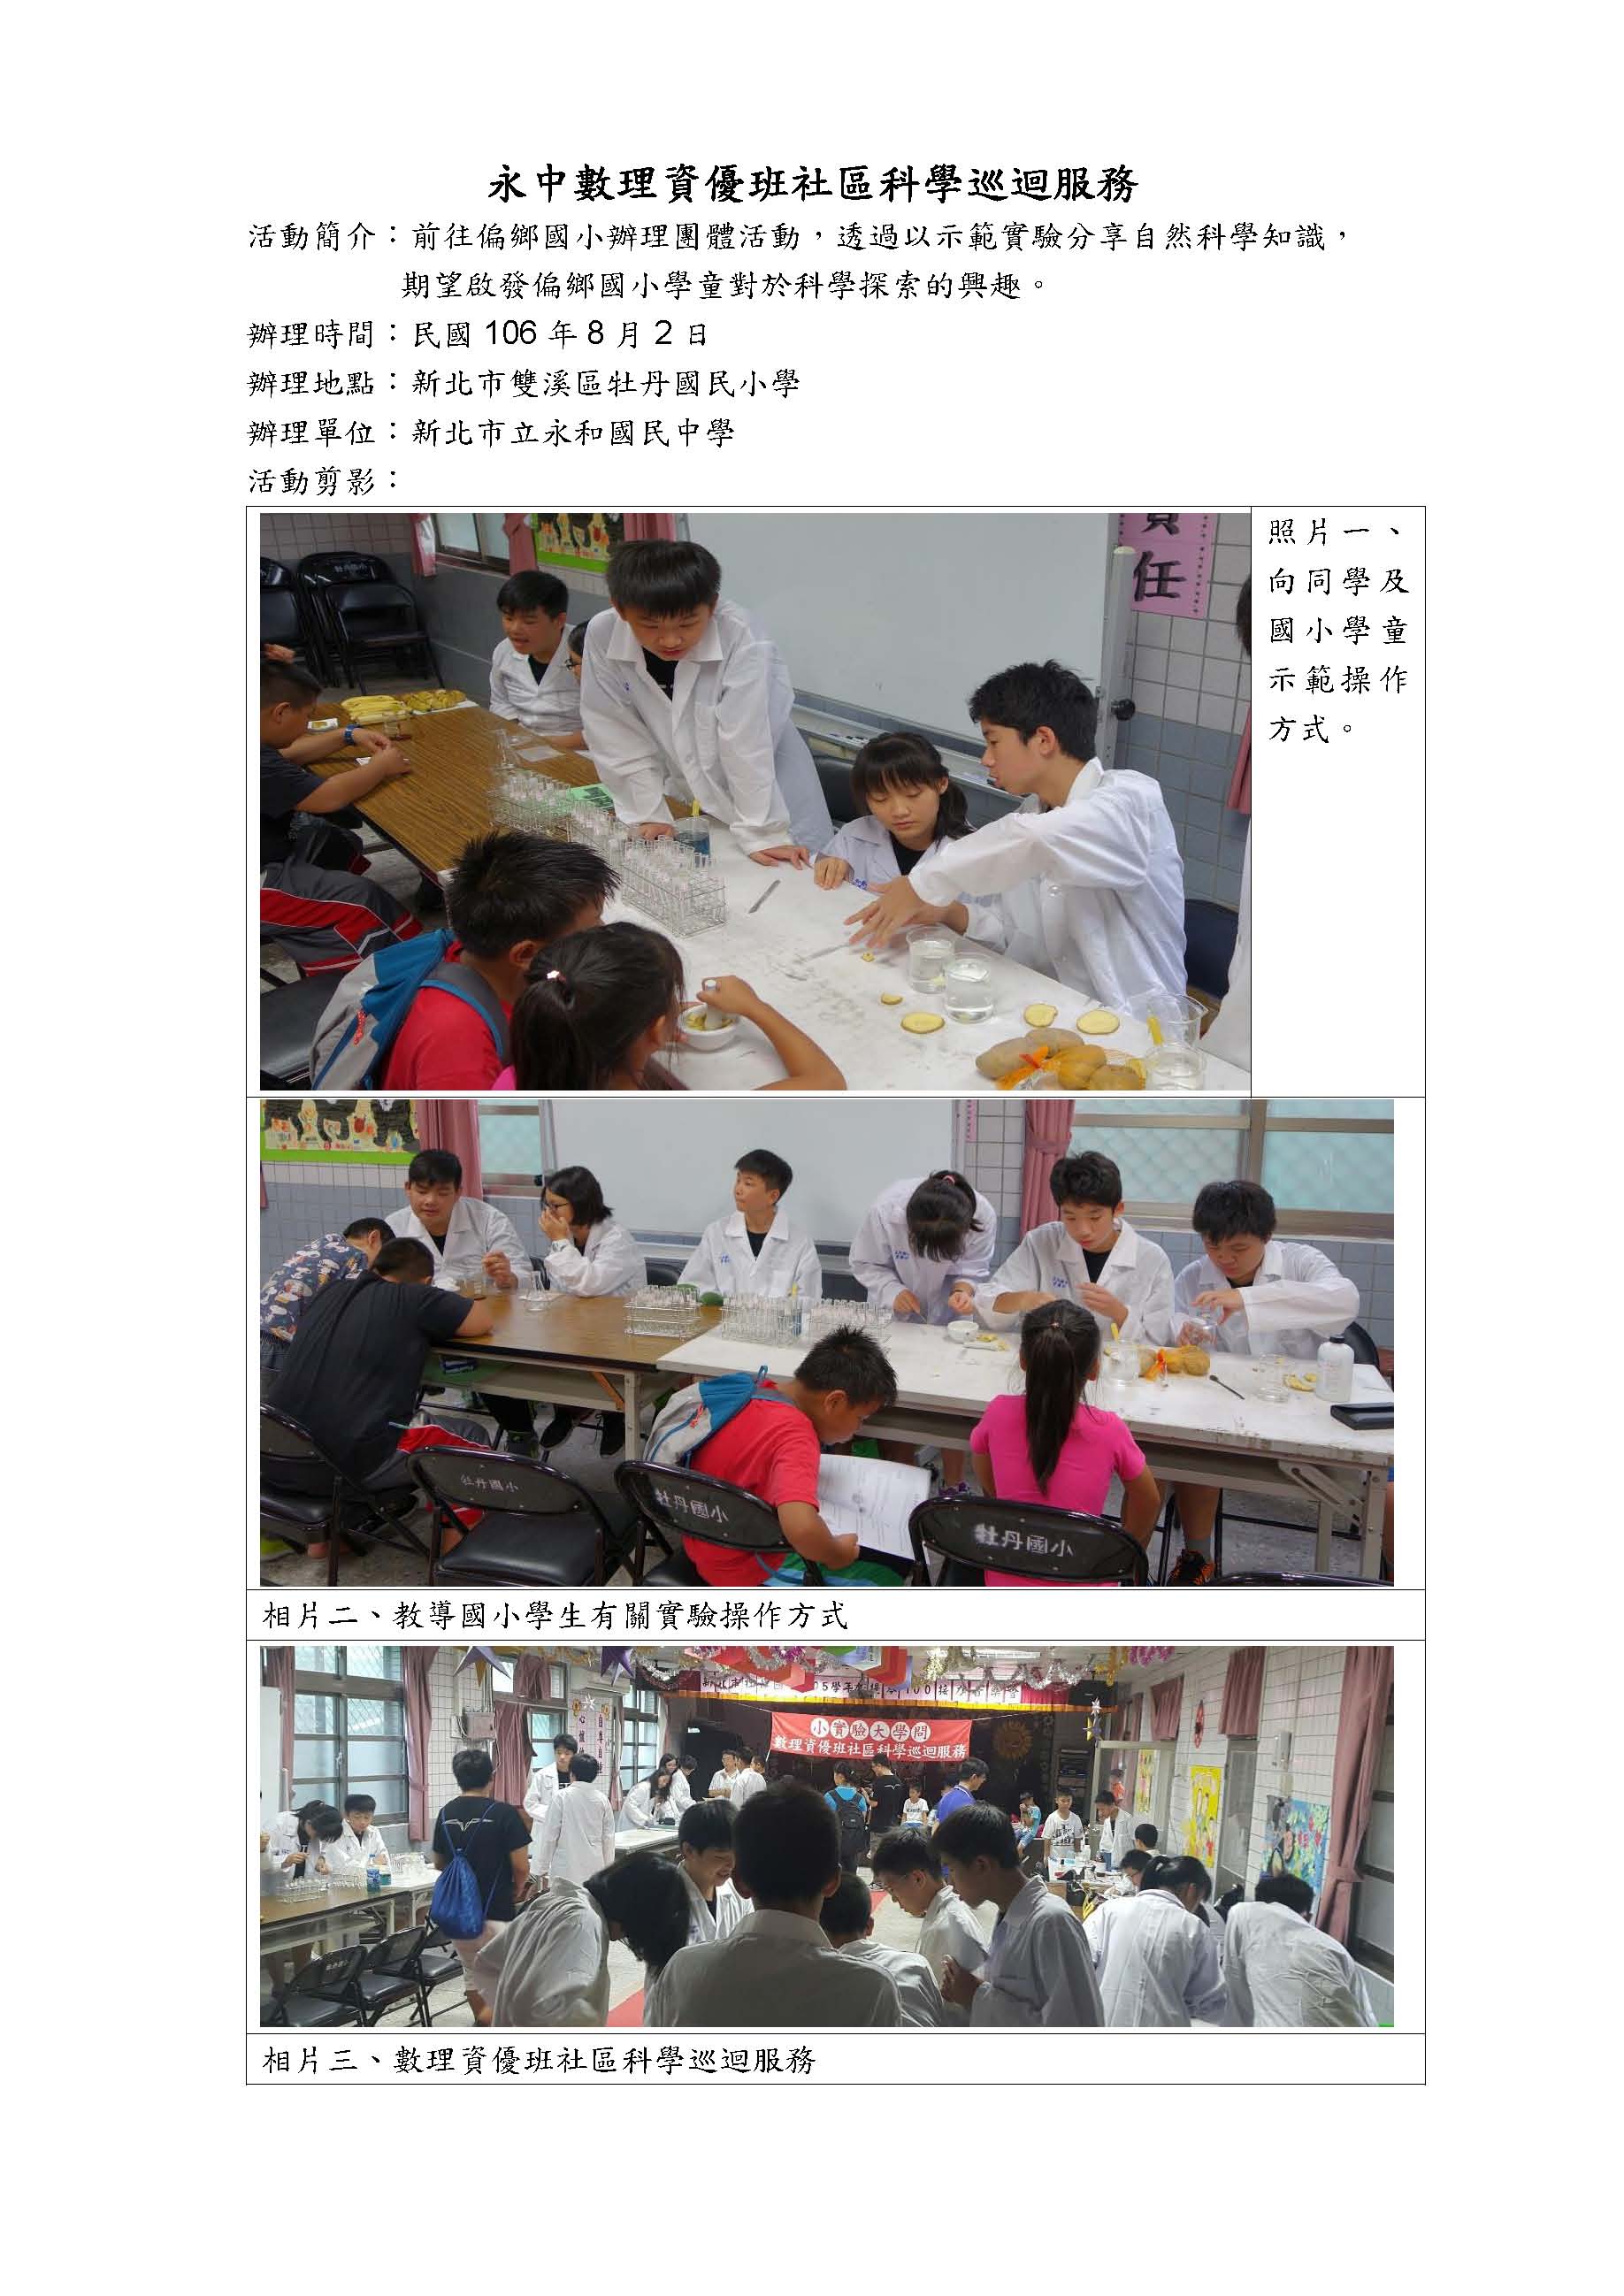 永中數理資優班社區科學巡迴服務
活動簡介：前往偏鄉國小辦理團體活動，透過以示範實驗分享自然科學知識，
期望啟發偏鄉國小學童對於科學探索的興趣。
辦理時間：民國 106 年 8 月 2 日
辦理地點：新北市雙溪區牡丹國民小學
辦理單位：新北市立永和國民中學
活動剪影：
牡丹國小
責
任
照片一、
向同學及
國小學童
示範操作
方式。
牡丹國小
牡丹國小
牡丹國小
相片二、教導國小學生有關實驗操作方式
小實驗大學問
數理資優班社區科學巡迴服務
相片三、數理資優班社區科學巡迴服務